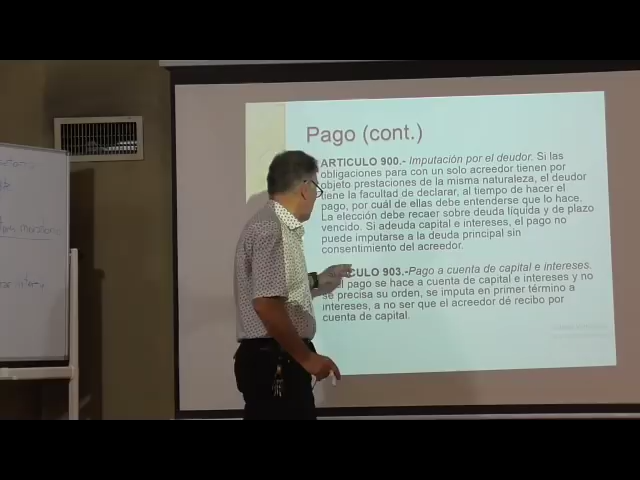 Pago (cont.)
ARTICULO 900.- Imputación por el deudor. Si las
obligaciones para con un solo acreedor tienen por
objeto prestaciones de la misma naturaleza, el deudor
tiene la facultad de declarar, al tiempo de hacer el
pago, por cuál de ellas debe entenderse que lo hace.
La elección debe recaer sobre deuda líquida y de plazo
vencido. Si adeuda capital e intereses, el pago no
puede imputarse a la deuda principal sin
consentimiento del acreedor.
CULO 903.-Pago a cuenta de capital e intereses.
el pago se hace a cuenta de capital e intereses y no
se precisa su orden, se imputa en primer término a
intereses, a no ser que el acreedor dé recibo por
cuenta de capital.